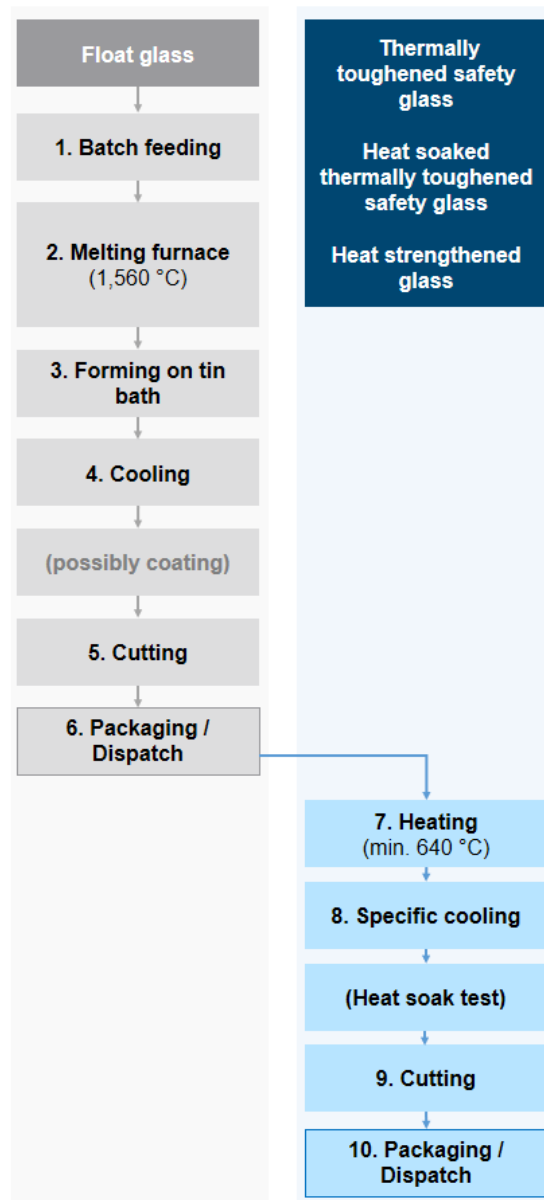 Float glass
1. Batch feeding
2. Melting furnace
(1,560 °C)
3. Forming on tin
bath
4. Cooling
(possibly coating)
5. Cutting
6. Packaging /
Dispatch
Thermally
toughened safety
glass
Heat soaked
thermally toughened
safety glass
Heat strengthened
glass
7. Heating
(min. 640 °C)
8. Specific cooling
(Heat soak test)
9. Cutting
10. Packaging /
Dispatch